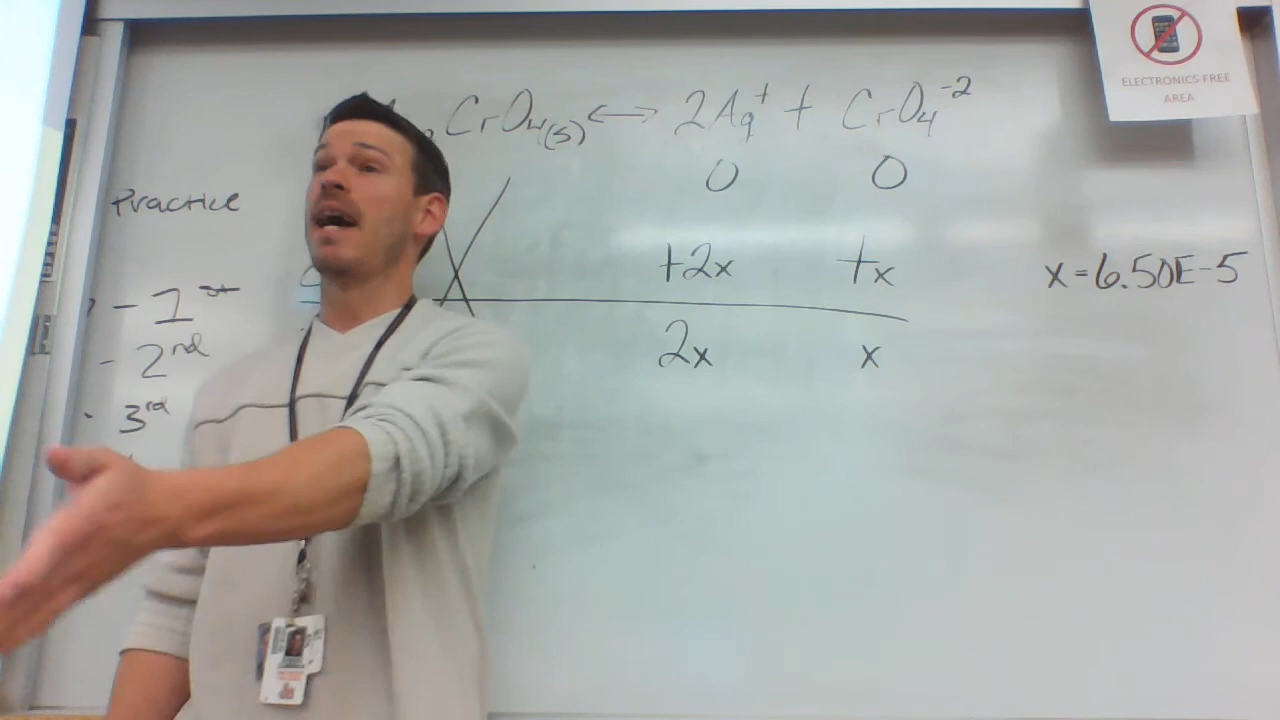 CrO4(s) <-> 2Ag+ + CrO4-2
0 0
Practice
+2x +x
x=6.50E-5
- 1st
2x x
- 2nd
3rd
ELECTRONICS FREE
AREA